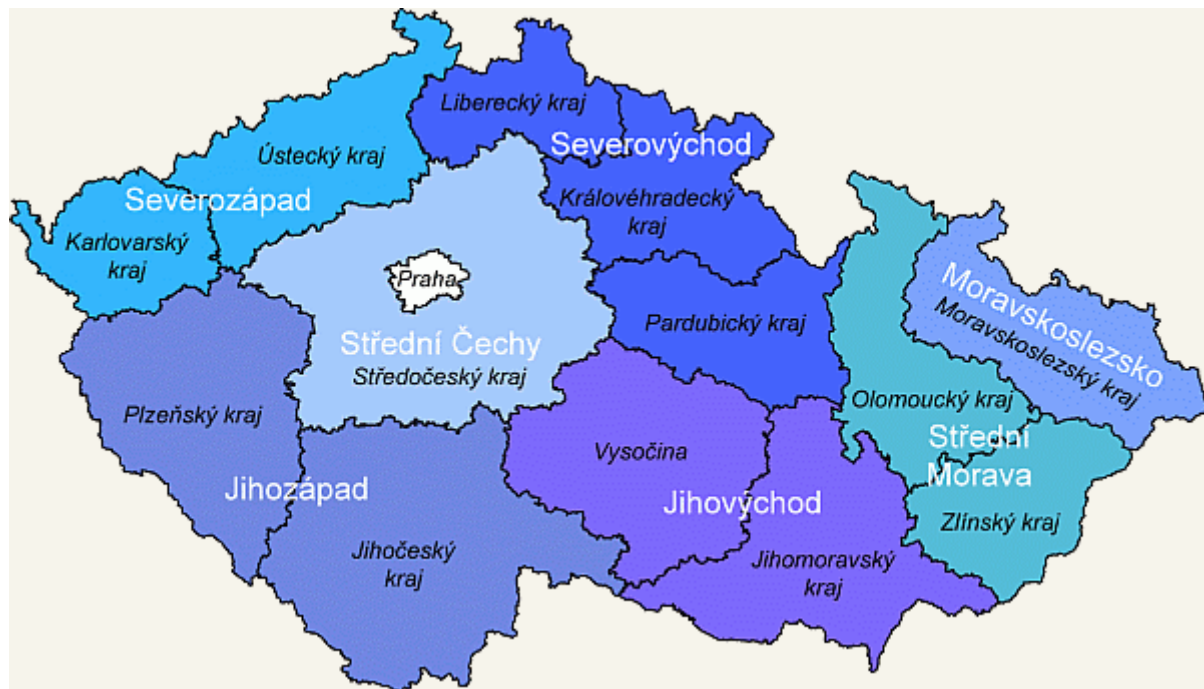 Liberecký kraj
Severovýchod
Ústecký kraj
Severozápad
Královéhradecký
kraj
Karlovarský
kraj
Praha
Moravskoslezsko
Moravskoslezský kraj
Pardubický kraj
Střední Čechy
Středočeský kraj
Plzeňský kraj
Olomoucký kraj
Střední
Morava
Vysočina
Jihozápad
Jihovýchod
Zlínský kraj
Jihočeský
kraj
Jihomoravský
kraj